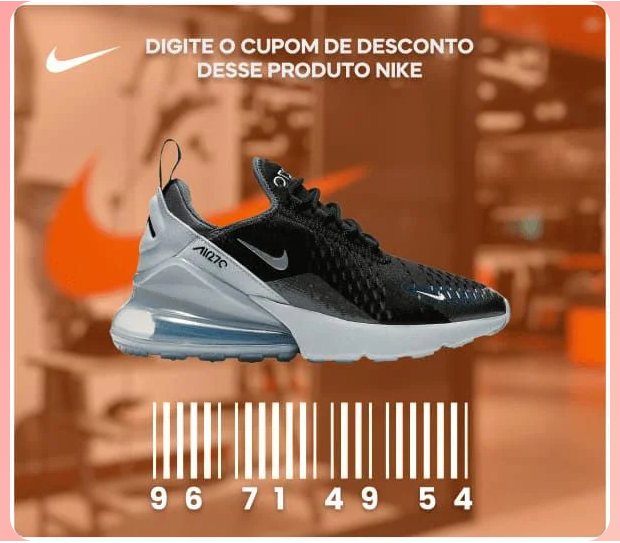 DIGITE O CUPOM DE DESCONTO
DESSE PRODUTO NIKE
AIR270
96 71 49 54